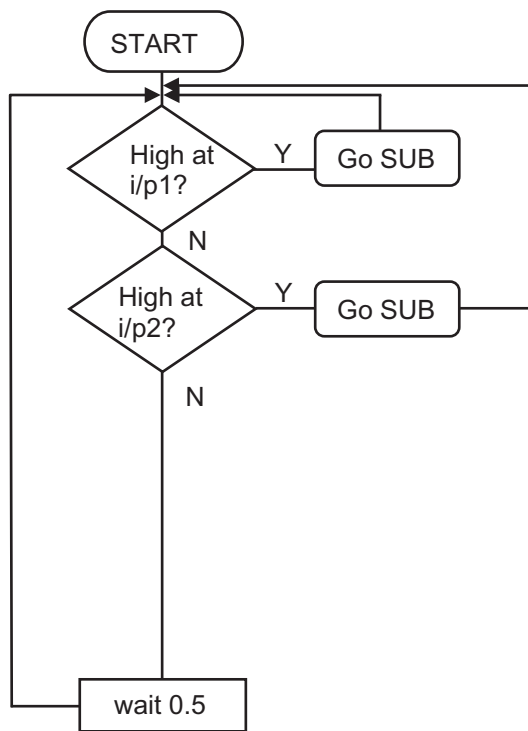 START
High at
i/p1?
Y
Go SUB
N
High at
i/p2?
Y
Go SUB
N
wait 0.5